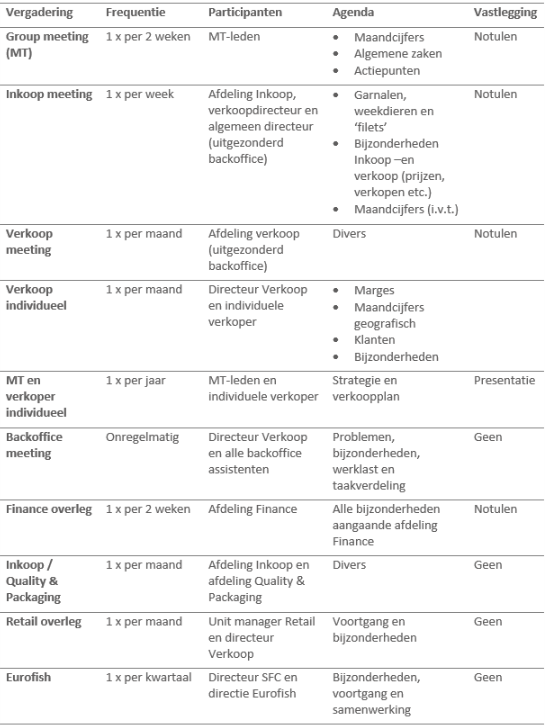 Vergadering Frequentie Participanten Agenda Vastlegging
Group meeting 1 x per 2 weken MT-leden • Maandcijfers Notulen
(MT) • Algemene zaken
• Actiepunten
Inkoop meeting 1 x per week Afdeling Inkoop, • Garnalen, Notulen
verkoopdirecteur en weekdieren en
algemeen directeur ‘filets’
(uitgezonderd • Bijzonderheden
backoffice) Inkoop –en
verkoop (prijzen,
verkopen etc.)
• Maandcijfers (i.v.t.)
Verkoop 1 x per maand Afdeling verkoop Divers Notulen
meeting (uitgezonderd
backoffice)
Verkoop 1 x per maand Directeur Verkoop • Marges
individueel en individuele • Maandcijfers
verkoper geografisch
• Klanten
• Bijzonderheden
MT en 1 x per jaar MT-leden en Strategie en Presentatie
verkoper individuele verkoper verkoopplan
individueel
Backoffice Onregelmatig Directeur Verkoop Problemen, Geen
meeting en alle backoffice bijzonderheden,
assistenten werklast en
taakverdeling
Finance overleg 1 x per 2 weken Afdeling Finance Alle bijzonderheden Notulen
aangaande afdeling
Finance
Inkoop / 1 x per maand Afdeling Inkoop en Divers Geen
Quality & afdeling Quality &
Packaging Packaging
Retail overleg 1 x per maand Unit manager Retail Voortgang en Geen
en directeur bijzonderheden
Verkoop
Eurofish 1 x per kwartaal Directeur SFC en Bijzonderheden, Geen
directie Eurofish voortgang en
samenwerking